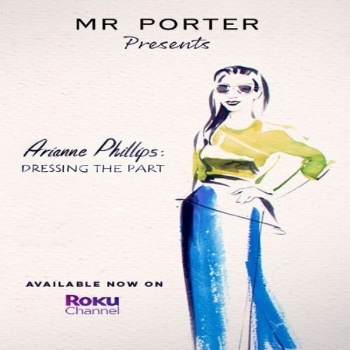 MR PORTER
Presents
Arianne Phillips:
DRESSING THE PART
AVAILABLE NOW ON
Roku
Channel